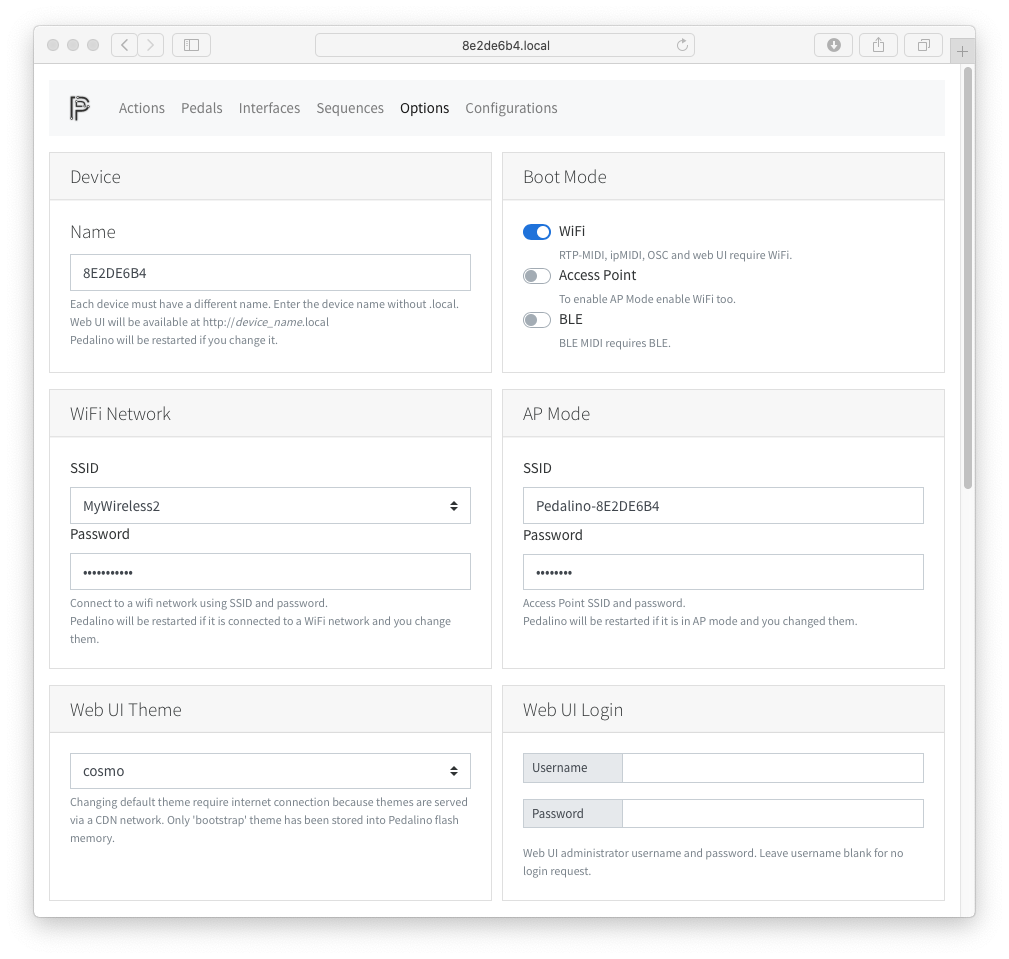 8e2de6b4.local
Actions Pedals Interfaces Sequences Options Configurations
Device
Name
8E2DE6B4
Each device must have a different name. Enter the device name without .local.
Web UI will be available at http://device_name.local
Pedalino will be restarted if you change it.
Boot Mode
WiFi
RTP-MIDI, ipMIDI, OSC and web UI require WiFi.
Access Point
To enable AP Mode enable WiFi too.
BLE
BLE MIDI requires BLE.
WiFi Network
SSID
MyWireless2
Password
•••••••••••
Connect to a wifi network using SSID and password.
Pedalino will be restarted if it is connected to a WiFi network and you change
them.
AP Mode
SSID
Pedalino-8E2DE6B4
Password
••••••••
Access Point SSID and password.
Pedalino will be restarted if it is in AP mode and you changed them.
Web UI Theme
cosmo
Changing default theme require internet connection because themes are served
via a CDN network. Only 'bootstrap' theme has been stored into Pedalino flash
memory.
Web UI Login
Username
Password
Web UI administrator username and password. Leave username blank for no
login request.